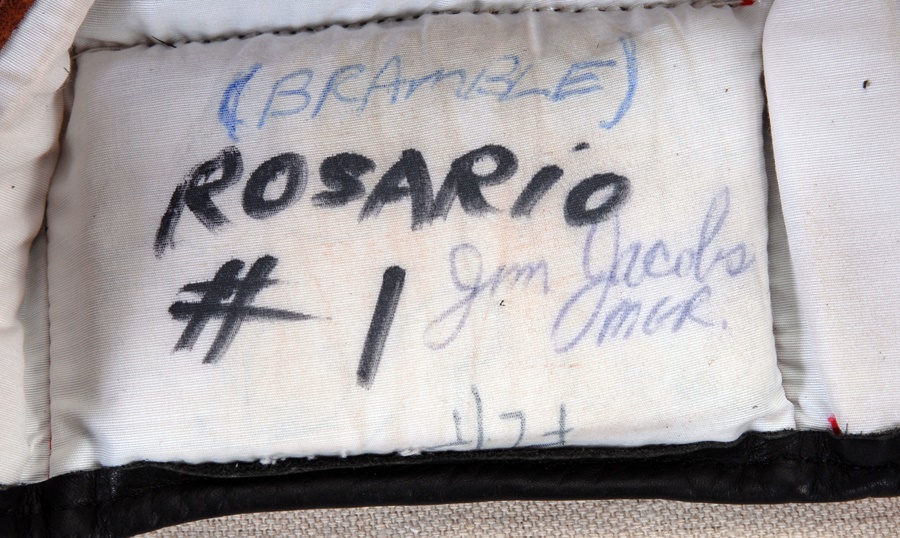 (BRAMBLE)
ROSARIO
# 1
Jim Jacobs
MGR.